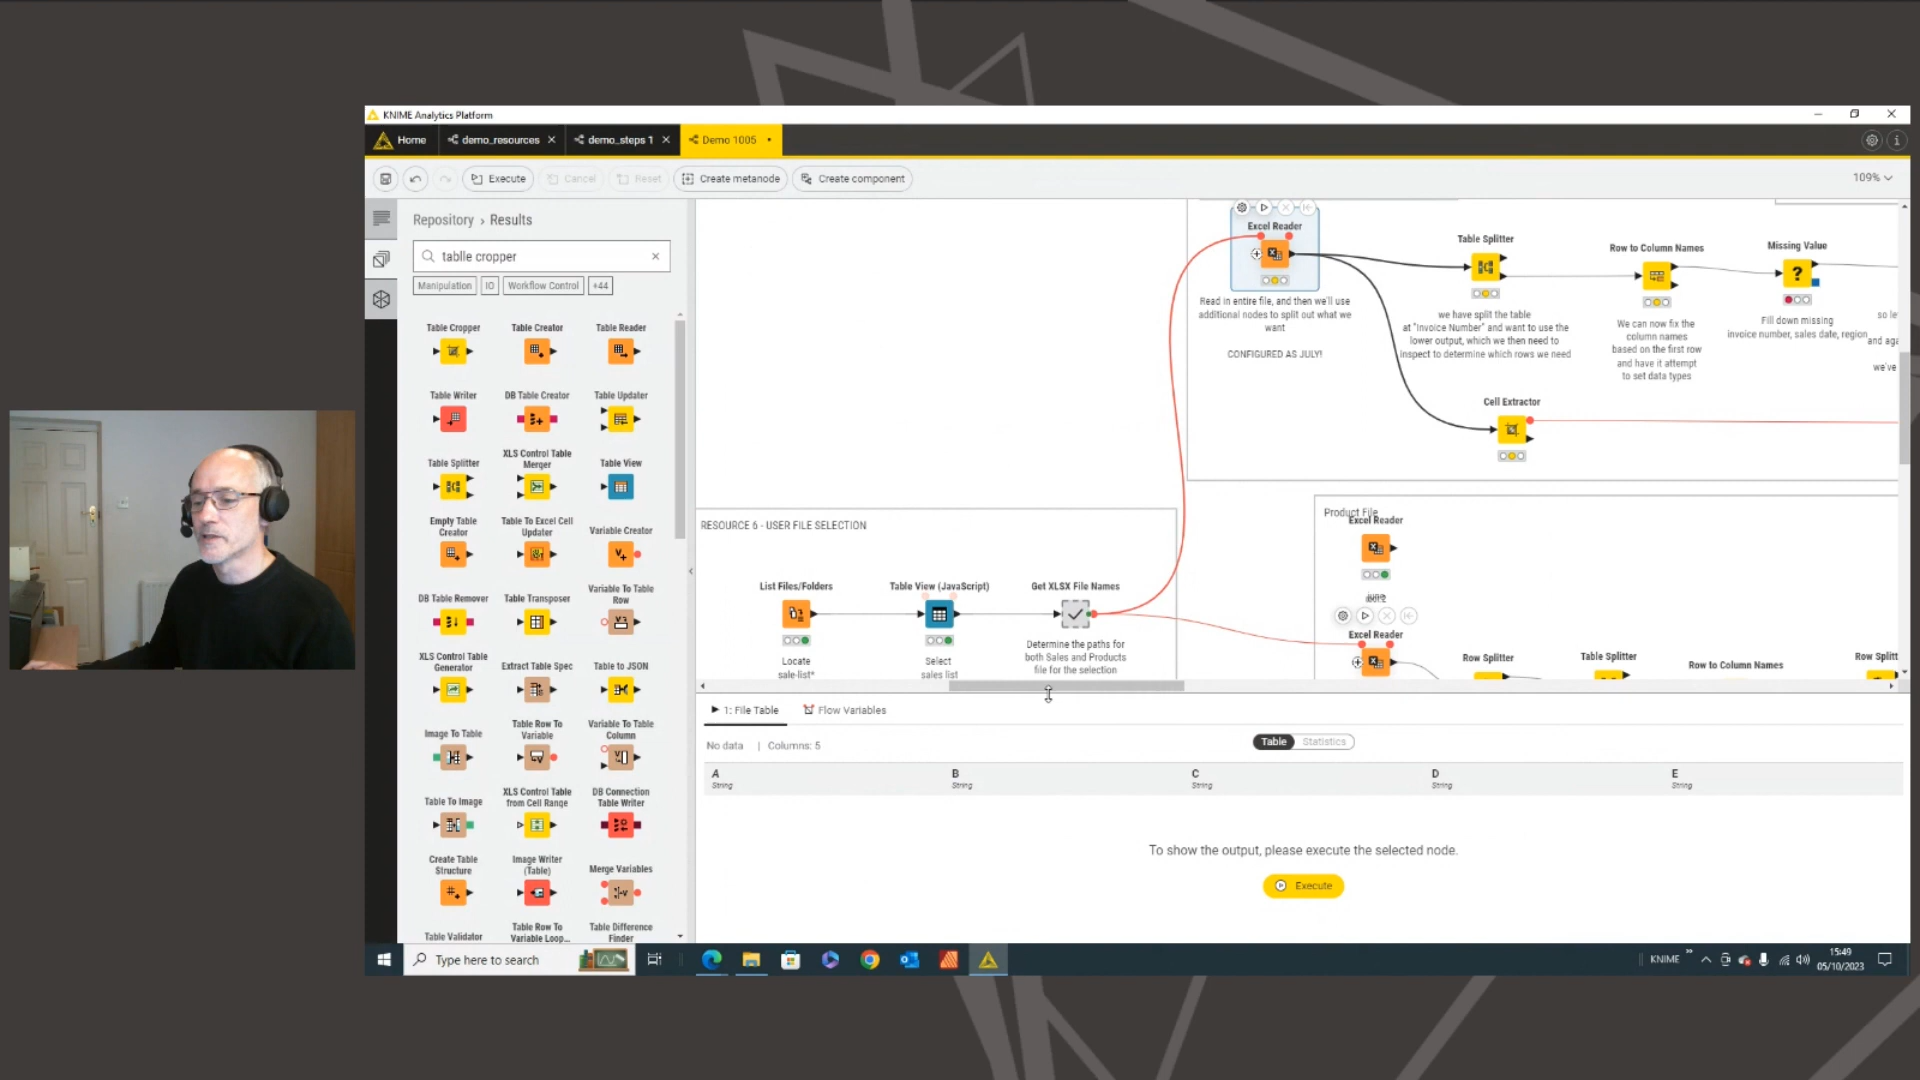 KNIME Analytics Platform
Home
demo_resources
demo_steps 1
Demo 1005
Execute
Cancel
Reset
Create metanode
Create component
109%
Repository › Results
tablle cropper
Manipulation
IO
Workflow Control
+44
Table Cropper
Table Creator
Table Reader
Table Writer
DB Table Creator
Table Updater
Table Splitter
XLS Control Table
Merger
Table View
Empty Table
Creator
Table To Excel Cell
Updater
Variable Creator
DB Table Remover
Table Transposer
Variable To Table
Row
XLS Control Table
Generator
Extract Table Spec
Table to JSON
Image To Table
Table Row To
Variable
Variable To Table
Column
Table To Image
XLS Control Table
from Cell Range
DB Connection
Table Writer
Create Table
Structure
Image Writer
(Table)
Merge Variables
Table Validator
Table Row To
Variable Loop...
Table Difference
Finder
Excel Reader
Read in entire file, and then we'll use
additional nodes to split out what we
want
CONFIGURED AS JULY!
Table Splitter
we have split the table
at "Invoice Number" and want to use the
lower output, which we then need to
inspect to determine which rows we need
Row to Column Names
We can now fix the
column names
based on the first row
and have it attempt
to set data types
Missing Value
Fill down missing
invoice number, sales date, region
so le
and aga
we've
Cell Extractor
RESOURCE 6 - USER FILE SELECTION
List Files/Folders
Locate
sale-list*
Table View (JavaScript)
Select
sales list
Get XLSX File Names
Determine the paths for
both Sales and Products
file for the selection
Product File
Excel Reader
Excel Reader
Row Splitter
Table Splitter
Row to Column Names
Row Splitt
1: File Table
Flow Variables
No data | Columns: 5
Table
Statistics
A
String
B
String
C
String
D
String
E
String
To show the output, please execute the selected node.
Execute
Type here to search
KNIME
15:49
05/10/2023